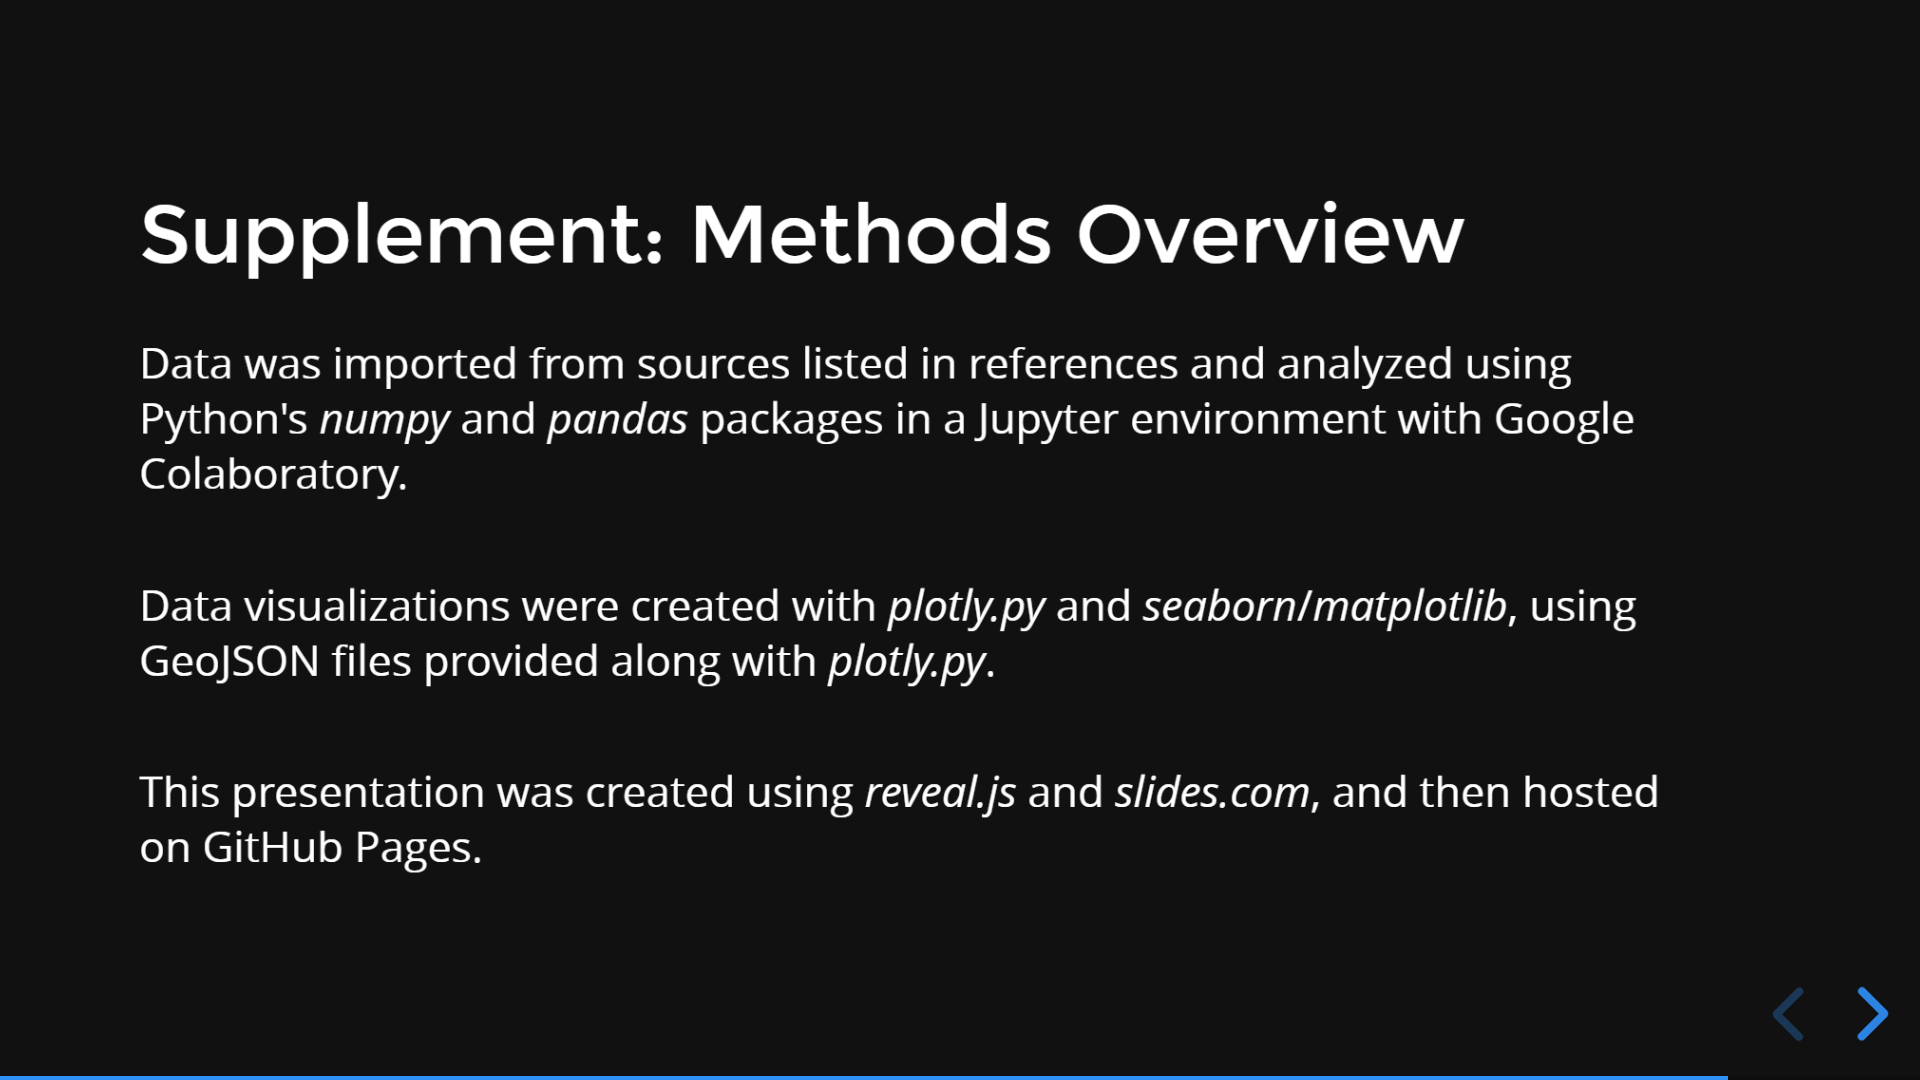 Supplement: Methods Overview
Data was imported from sources listed in references and analyzed using
Python's numpy and pandas packages in a Jupyter environment with Google
Colaboratory.
Data visualizations were created with plotly.py and seaborn/matplotlib, using
GeoJSON files provided along with plotly.py.
This presentation was created using reveal.js and slides.com, and then hosted
on GitHub Pages.